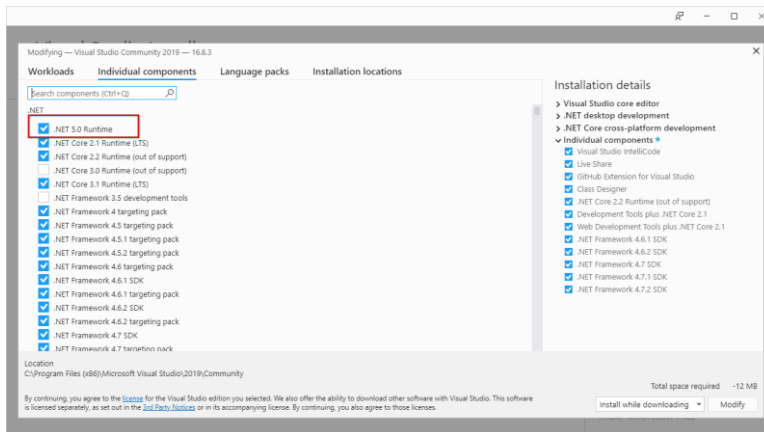 Modifying — Visual Studio Community 2019 — 16.8.3
Workloads Individual components Language packs Installation locations
Search components (Ctrl+Q)
.NET
.NET 5.0 Runtime
.NET Core 2.1 Runtime (LTS)
.NET Core 2.2 Runtime (out of support)
.NET Core 3.0 Runtime (out of support)
.NET Core 3.1 Runtime (LTS)
.NET Framework 3.5 development tools
.NET Framework 4 targeting pack
.NET Framework 4.5 targeting pack
.NET Framework 4.5.1 targeting pack
.NET Framework 4.5.2 targeting pack
.NET Framework 4.6 targeting pack
.NET Framework 4.6.1 SDK
.NET Framework 4.6.1 targeting pack
.NET Framework 4.6.2 SDK
.NET Framework 4.6.2 targeting pack
.NET Framework 4.7 SDK
.NET Framework 4.7 targeting pack
Installation details
Visual Studio core editor
.NET desktop development
.NET Core cross-platform development
Individual components *
Visual Studio IntelliCode
Live Share
GitHub Extension for Visual Studio
Class Designer
.NET Core 2.2 Runtime (out of support)
Development Tools plus .NET Core 2.1
Web Development Tools plus .NET Core 2.1
.NET Framework 4.6.1 SDK
.NET Framework 4.6.2 SDK
.NET Framework 4.7 SDK
.NET Framework 4.7.1 SDK
.NET Framework 4.7.2 SDK
Location
C:\Program Files (x86)\Microsoft Visual Studio\2019\Community
By continuing, you agree to the license for the Visual Studio edition you selected. We also offer the ability to download other software with Visual Studio. This software
is licensed separately, as set out in the 3rd Party Notices or in its accompanying license. By continuing, you also agree to those licenses.
Total space required -12 MB
Install while downloading Modify